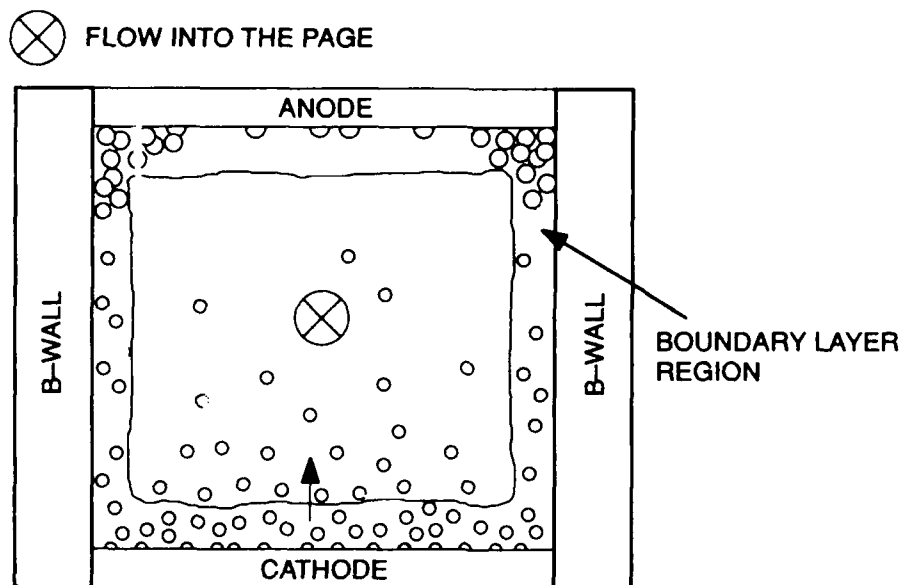 FLOW INTO THE PAGE
ANODE
B-WALL
B-WALL
BOUNDARY LAYER
REGION
CATHODE